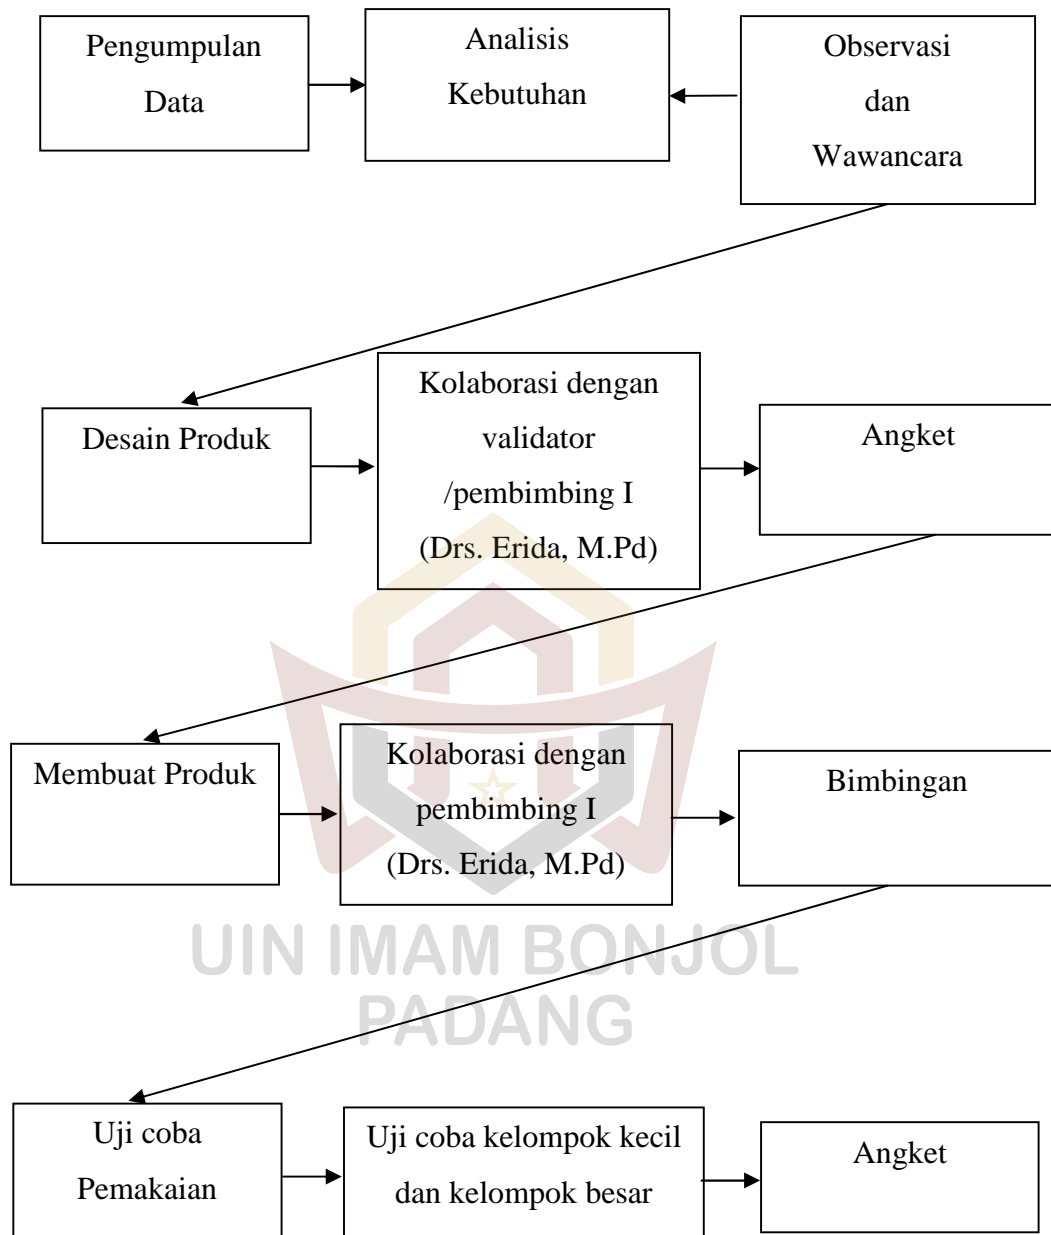 Pengumpulan
Data
Analisis
Kebutuhan
Observasi
dan
Wawancara
Desain Produk
Kolaborasi dengan
validator
/pembimbing I
(Drs. Erida, M.Pd)
Angket
Membuat Produk
Kolaborasi dengan
pembimbing I
(Drs. Erida, M.Pd)
Bimbingan
UIN IMAM BONJOL
PADANG
Uji coba
Pemakaian
Uji coba kelompok kecil
dan kelompok besar
Angket